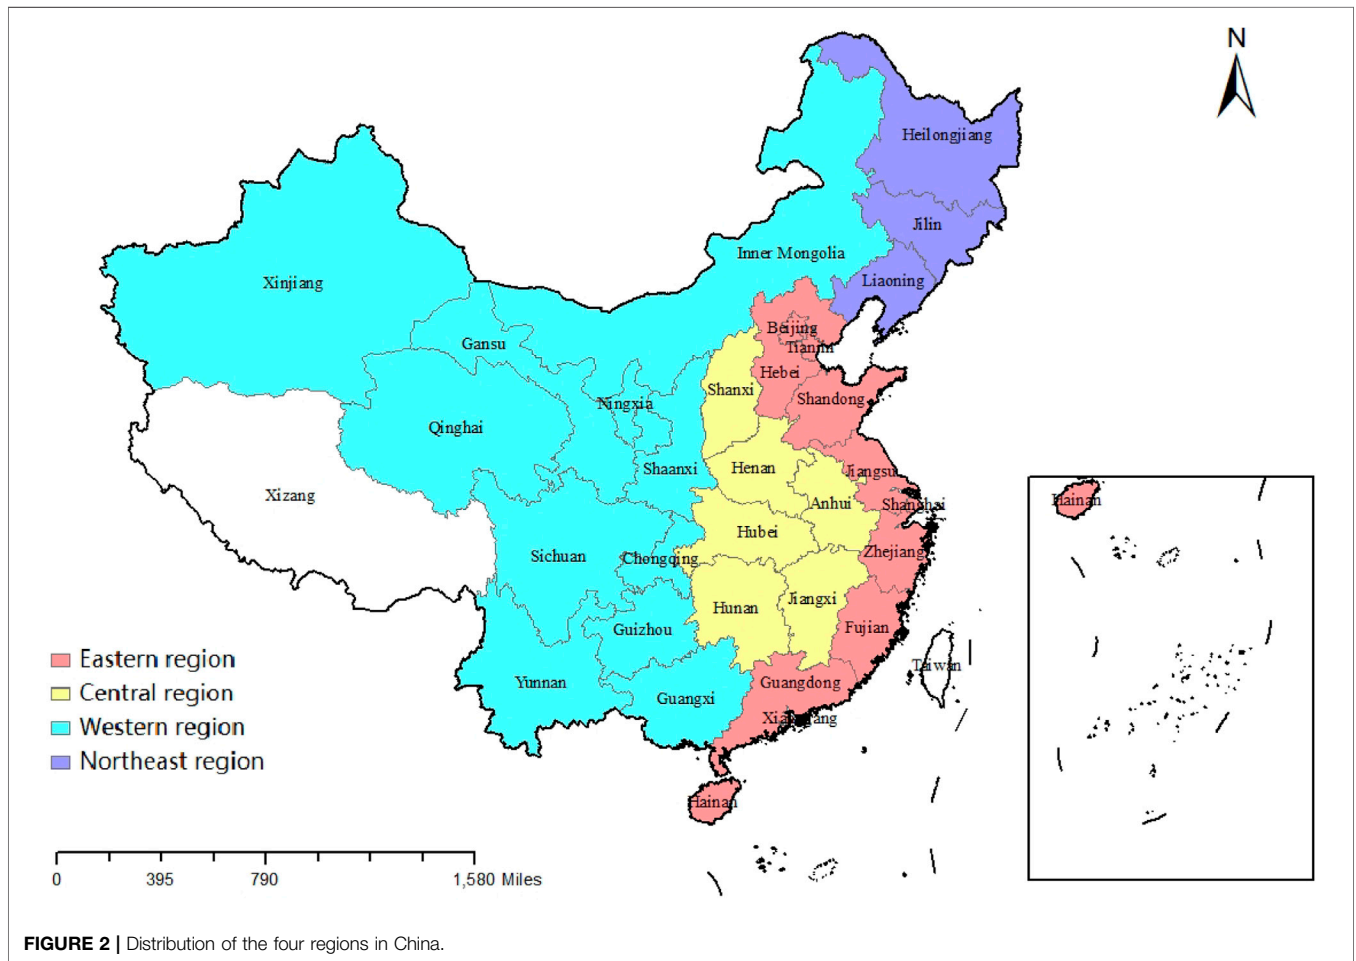 N
Heilongjiang
Jilin
Inner Mongolia
Liaoning
Xinjiang
Beijing
Tianjin
Gansu
Hebei
Shanxi
Shandong
Ningxia
Qinghai
Shaanxi
Henan
Jiangsu
Xizang
Anhui
Shanghai
Hainan
Hubei
Sichuan
Chongqing
Zhejiang
Hunan
Jiangxi
Guizhou
Fujian
Taiwan
Yunnan
Guangxi
Guangdong
Hainan
Eastern region
Central region
Western region
Northeast region
0 395 790 1,580 Miles
FIGURE 2 | Distribution of the four regions in China.